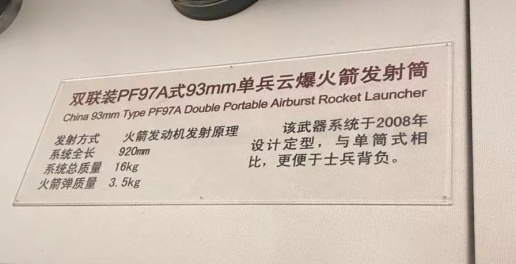 双联装PF97A式93mm单兵云爆火箭发射筒
China 93mm Type PF97A Double Portable Airburst Rocket Launcher
发射方式 火箭发动机发射原理
系统全长 920mm
系统总质量 16kg
火箭弹质量 3.5kg
该武器系统于2008年
设计定型，与单筒式相
比，更便于士兵背负。